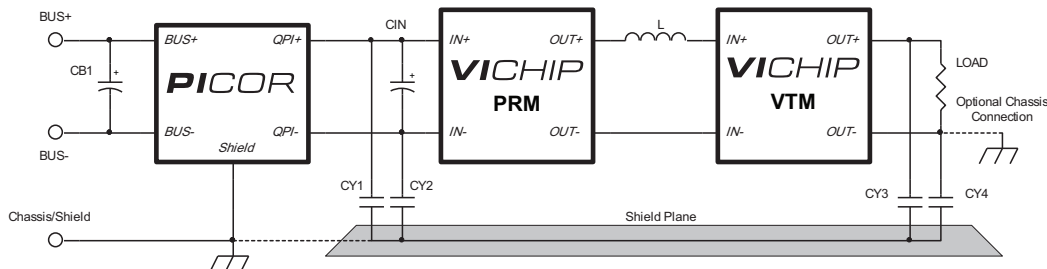 BUS+
CB1
+
BUS-
BUS+
QPI+
PICOR
BUS-
QPI-
Shield
CIN
+
CY1
CY2
IN+
OUT+
VICHIP
PRM
IN-
OUT-
L
IN+
OUT+
VICHIP
VTM
IN-
OUT-
LOAD
Optional Chassis
Connection
CY3
CY4
Chassis/Shield
Shield Plane